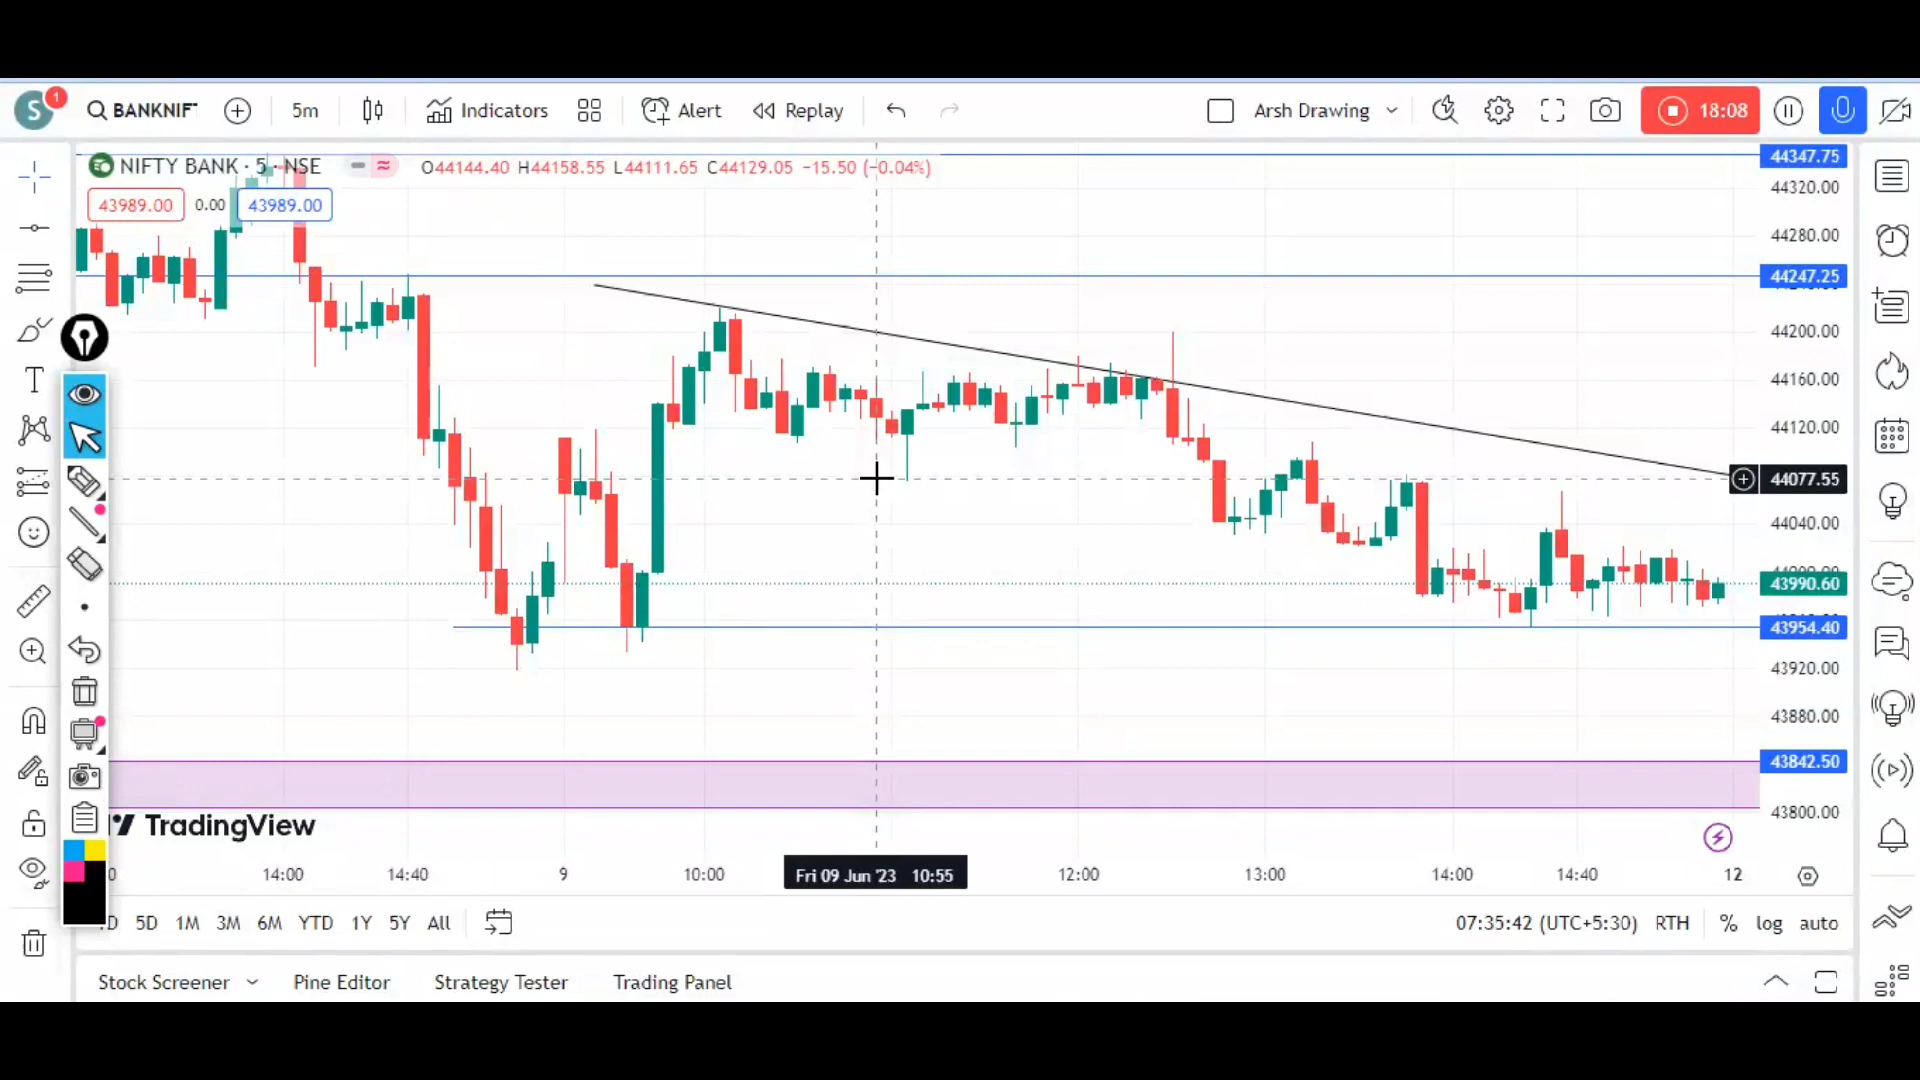 S 1 BANKNIF 5m Indicators Alert Replay Arsh Drawing 18:08
NIFTY BANK · 5 · NSE O44144.40 H44158.55 L44111.65 C44129.05 −15.50 (−0.04%)
43989.00 0.00 43989.00
44347.75
44320.00
44280.00
44247.25
44200.00
44160.00
44120.00
44077.55
44040.00
43990.60
43954.40
43920.00
43880.00
43842.50
43800.00
TradingView
14:00 14:40 9 10:00 Fri 09 Jun '23 10:55 12:00 13:00 14:00 14:40 12
5D 1M 3M 6M YTD 1Y 5Y All 07:35:42 (UTC+5:30) RTH % log auto
Stock Screener Pine Editor Strategy Tester Trading Panel